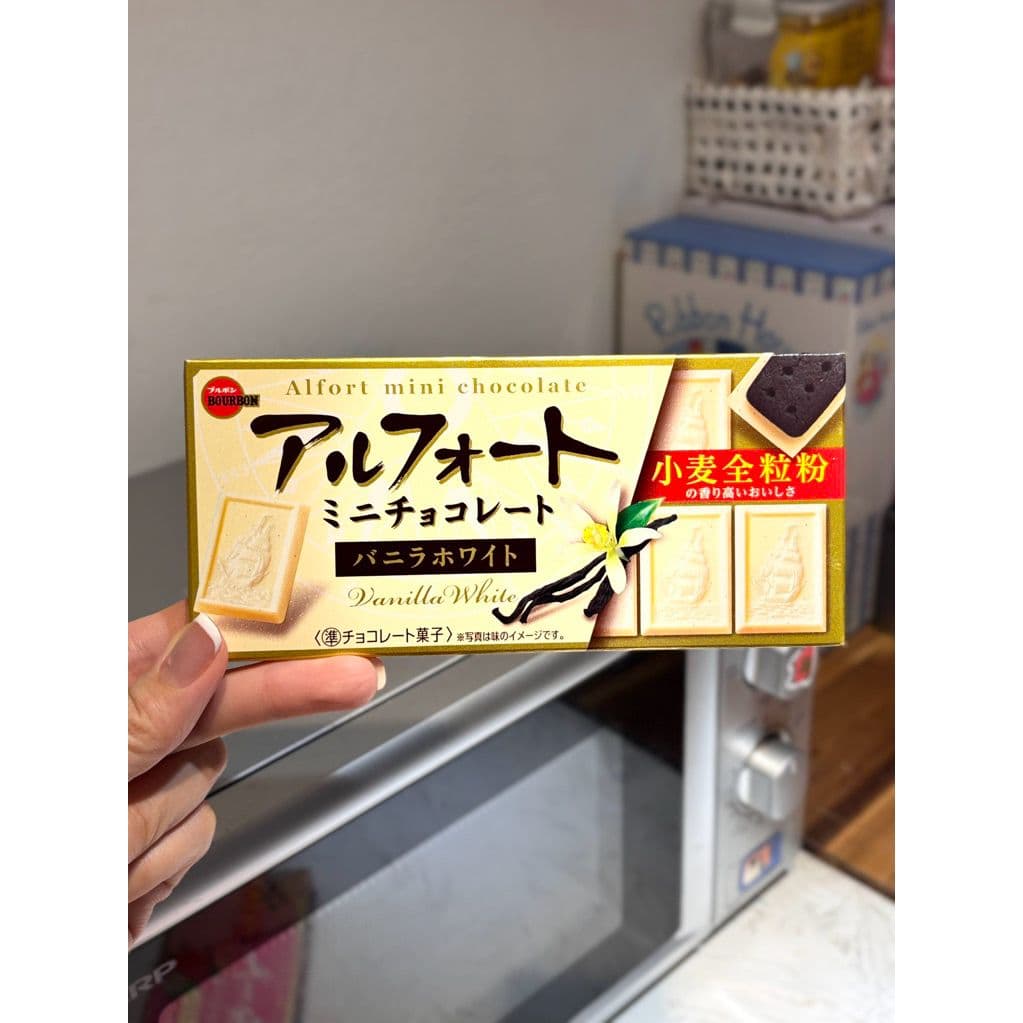 Ribbon
ブルボン
BOURBON
Alfort mini chocolate
アルフォート
ミニチョコレート
バニラホワイト
Vanilla White
〈準チョコレート菓子〉 ※写真は味のイメージです。
小麦全粒粉
の香り高いおいしさ
RP